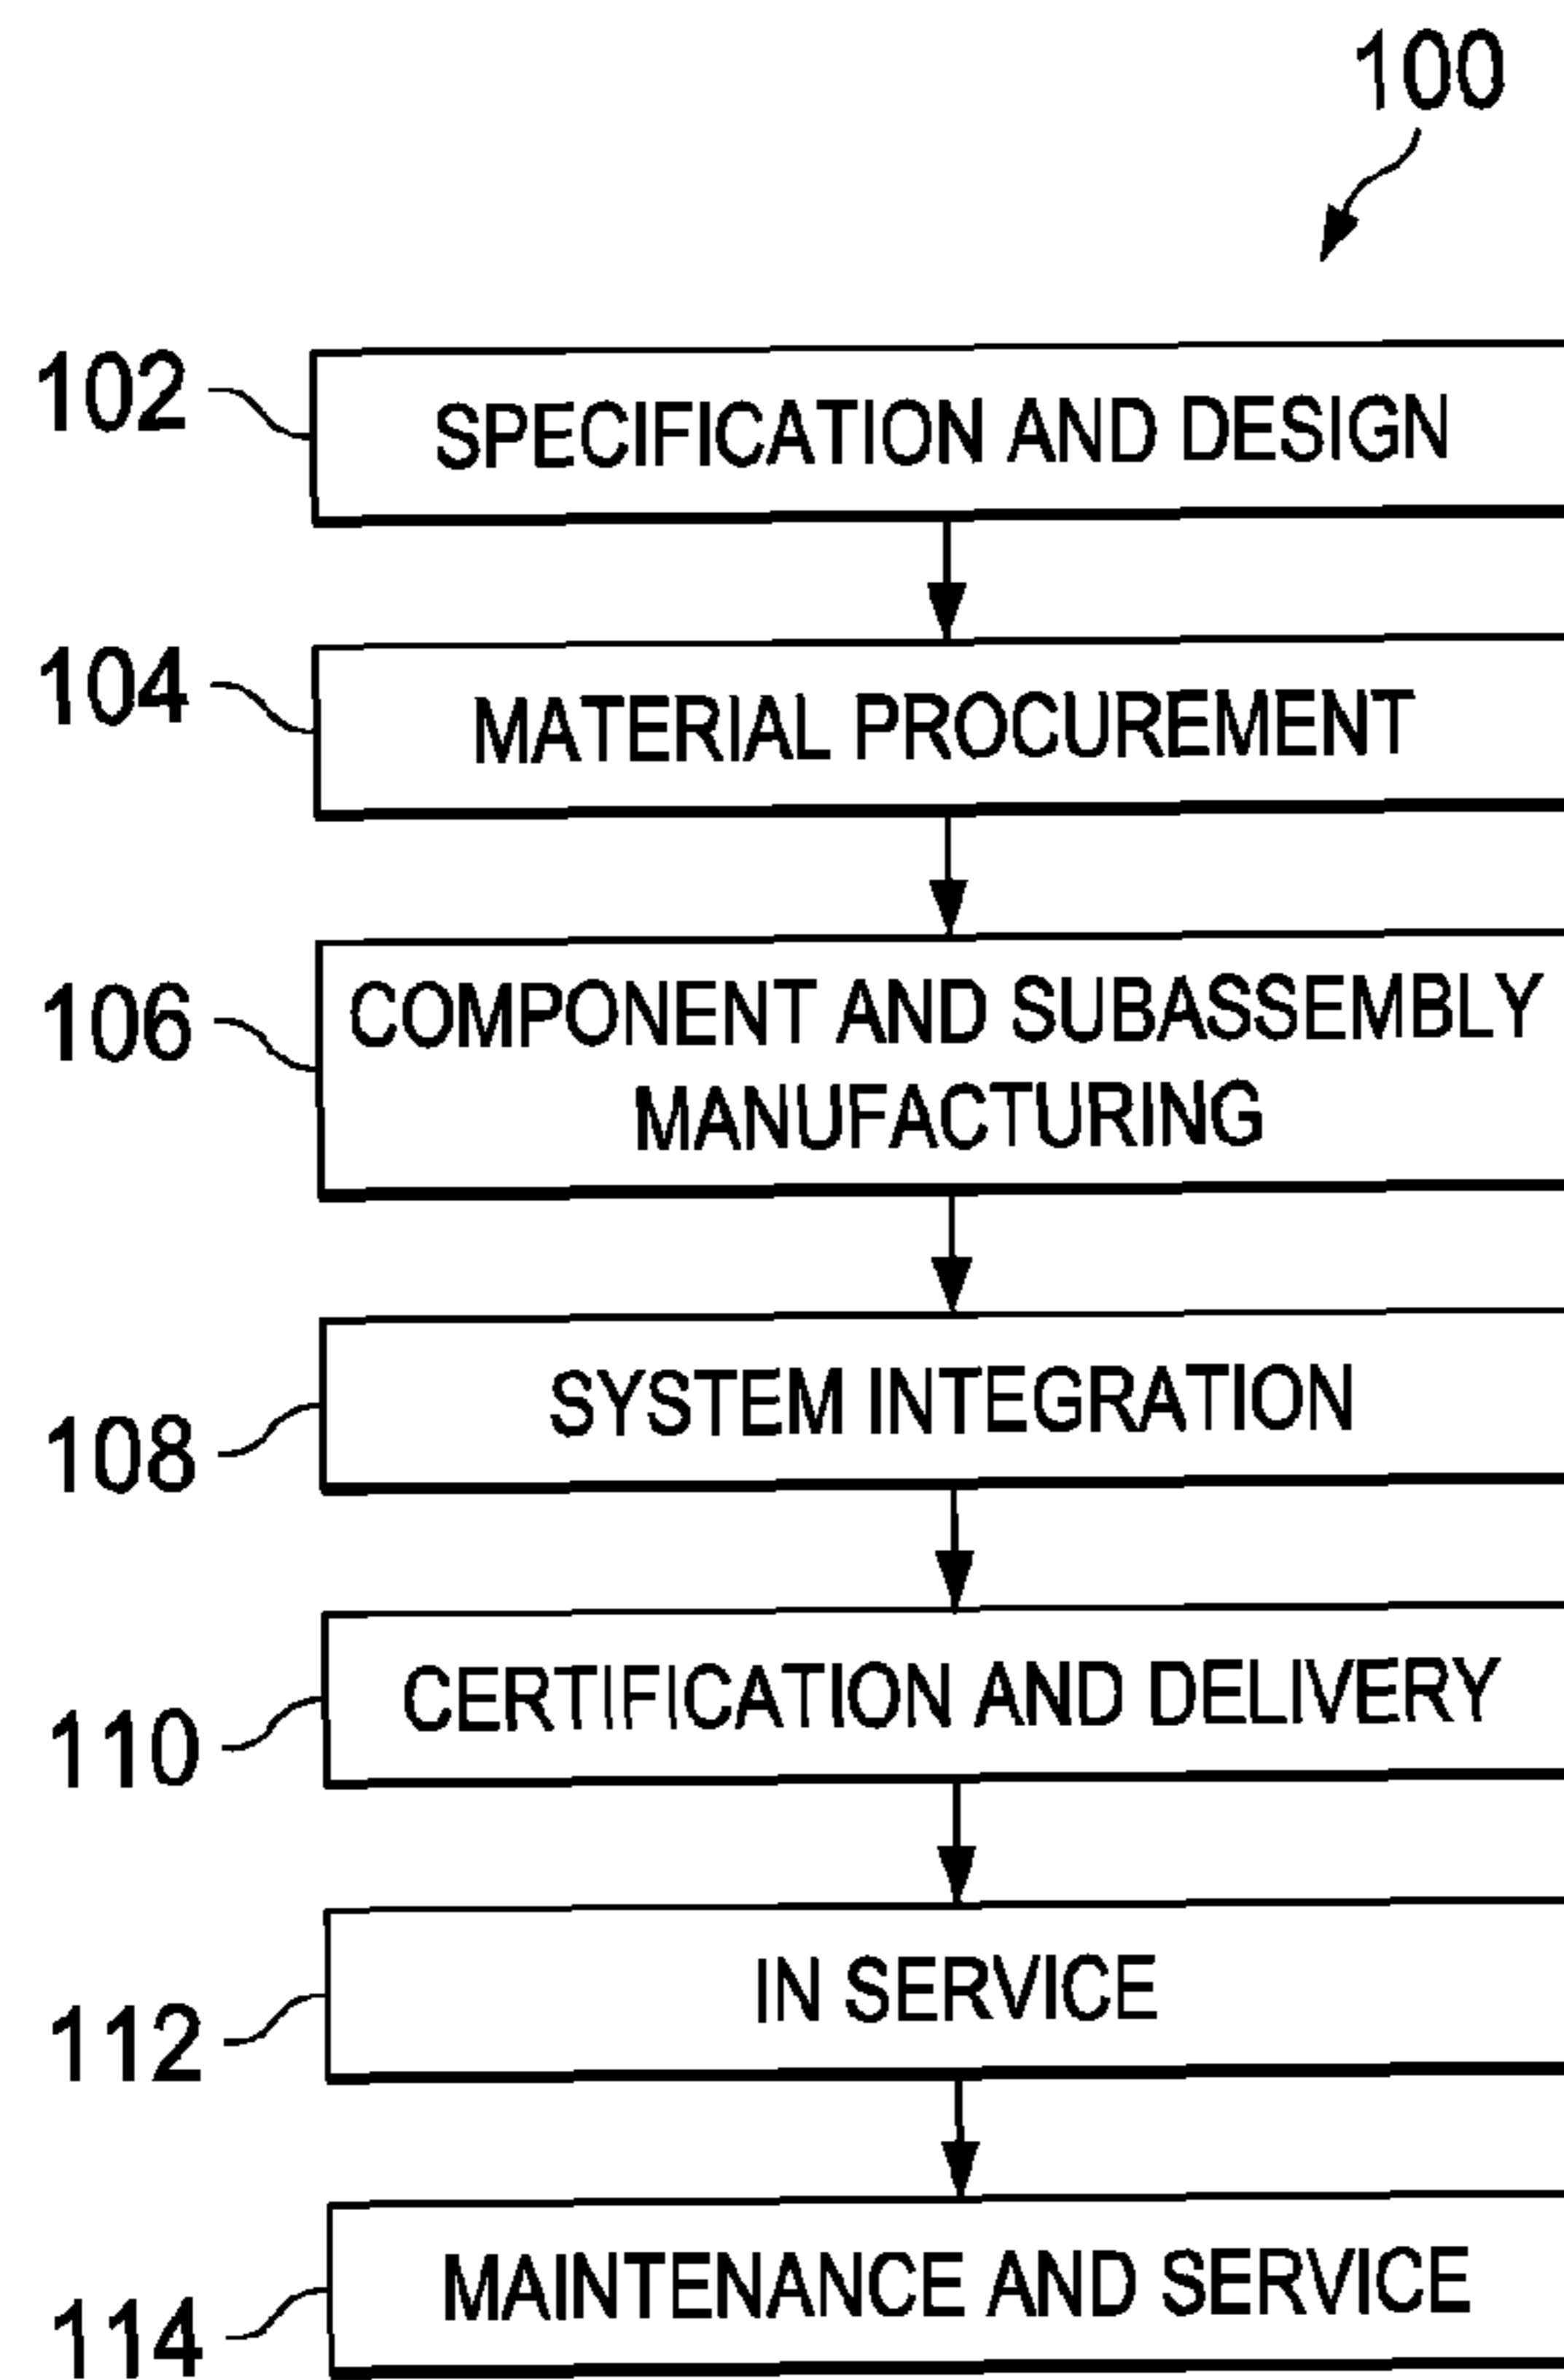 100
102
SPECIFICATION AND DESIGN
104
MATERIAL PROCUREMENT
106
COMPONENT AND SUBASSEMBLY
MANUFACTURING
108
SYSTEM INTEGRATION
110
CERTIFICATION AND DELIVERY
112
IN SERVICE
114
MAINTENANCE AND SERVICE